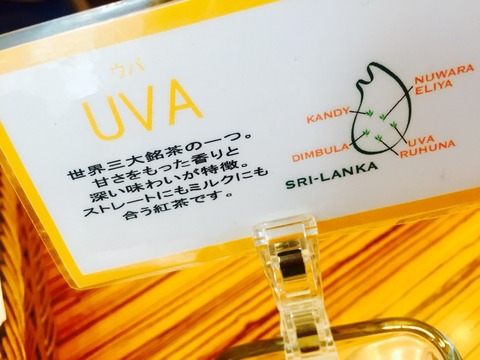 ウバ
UVA
世界三大銘茶の一つ。
甘さをもった香りと
深い味わいが特徴。
ストレートにもミルクにも
合う紅茶です。
NUWARA
ELIYA
KANDY
DIMBULA
UVA
RUHUNA
SRI-LANKA